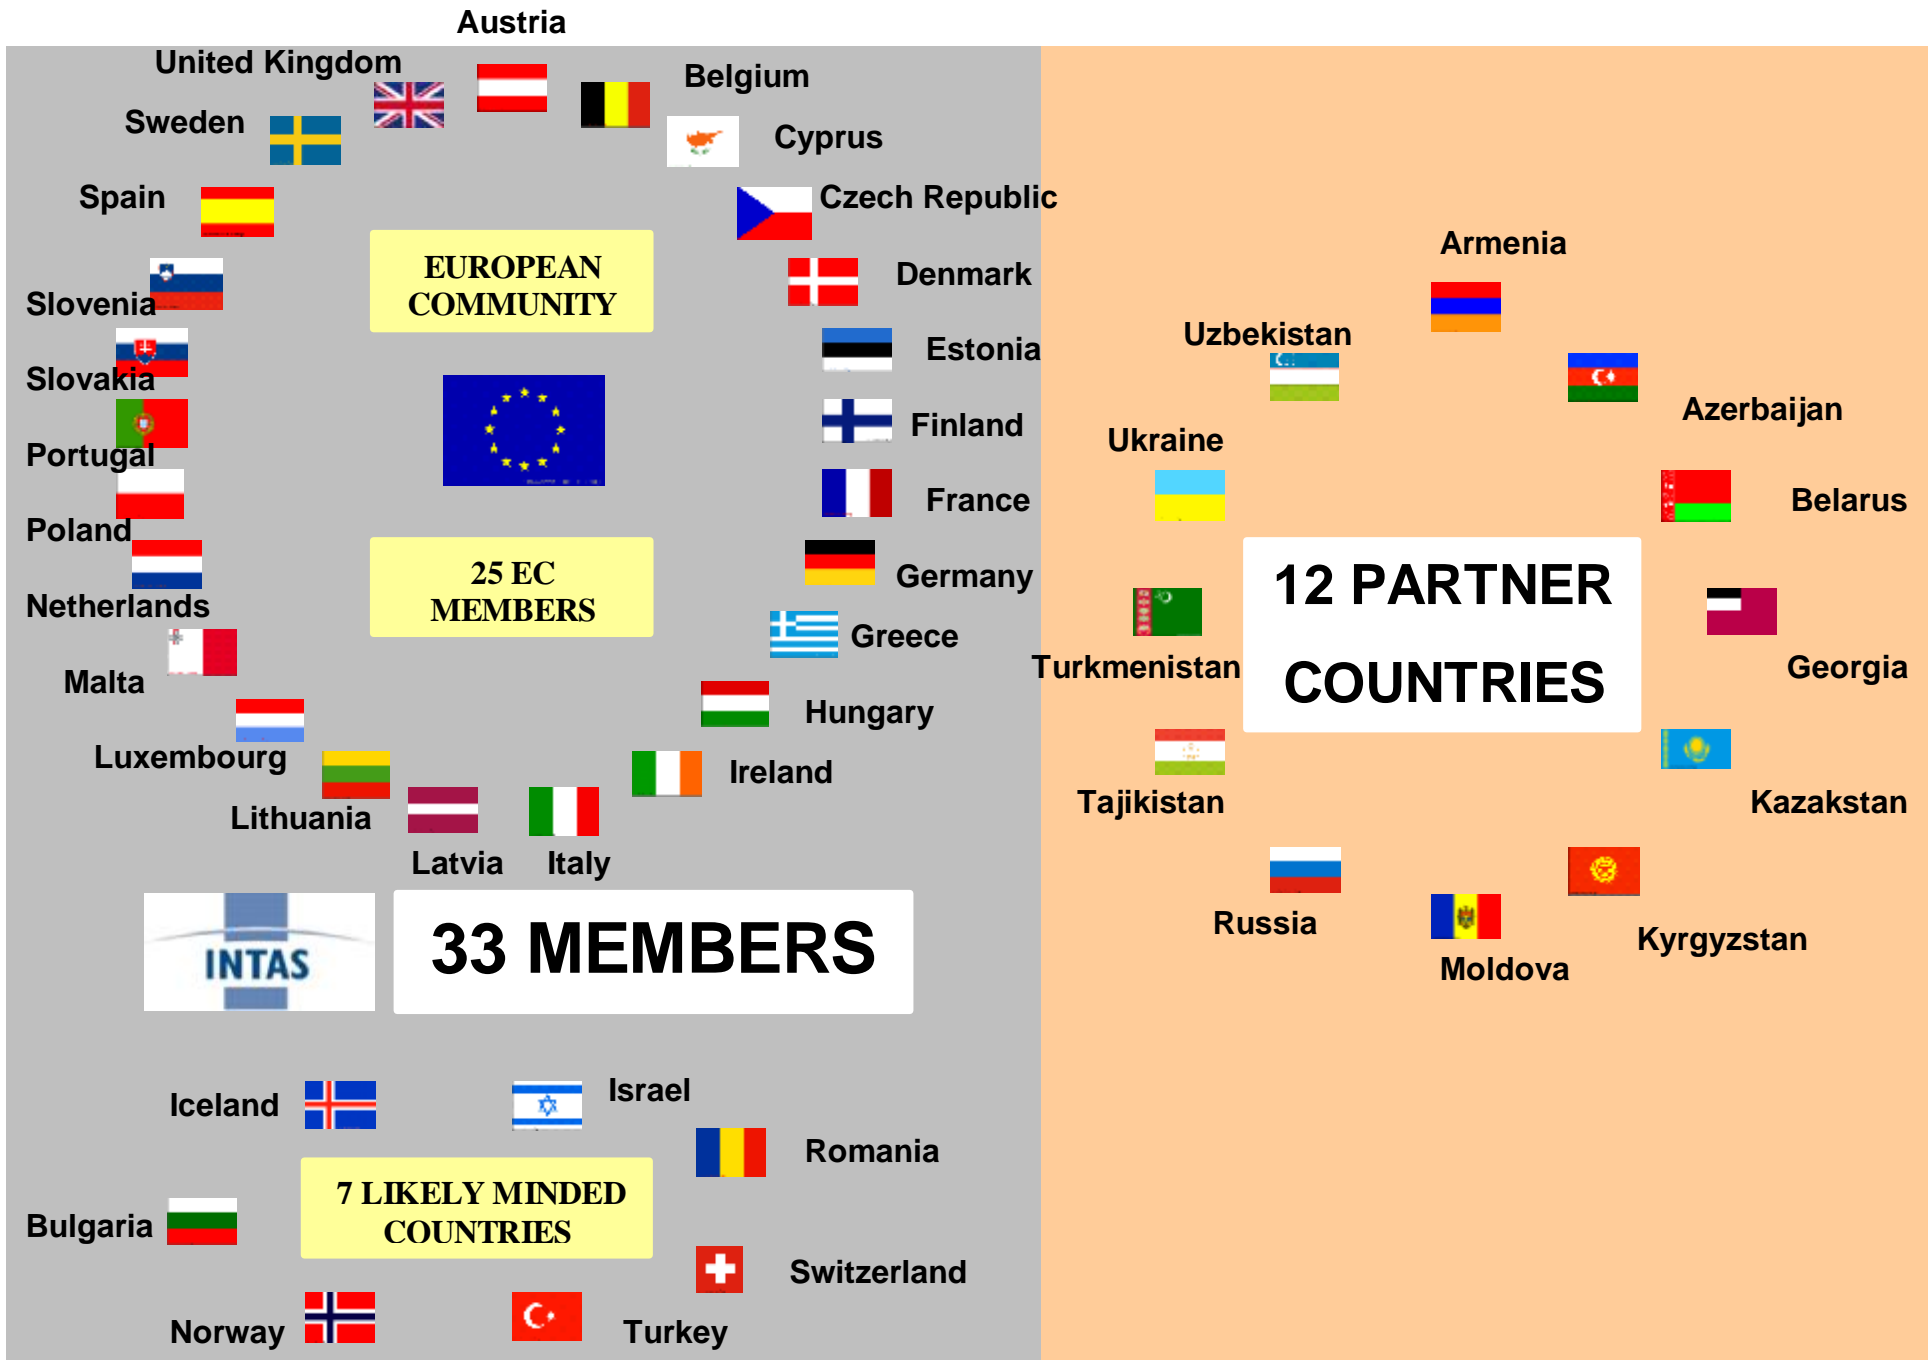 Austria
United Kingdom
Belgium
Sweden
Cyprus
Spain
Czech Republic
EUROPEAN
COMMUNITY
Denmark
Slovenia
Estonia
Slovakia
Finland
Portugal
France
Poland
25 EC
MEMBERS
Germany
Netherlands
Greece
Malta
Hungary
Luxembourg
Ireland
Lithuania
Latvia
Italy
INTAS
33 MEMBERS
Iceland
Israel
Romania
7 LIKELY MINDED
COUNTRIES
Bulgaria
Switzerland
Norway
Turkey
Armenia
Uzbekistan
Azerbaijan
Ukraine
Belarus
12 PARTNER
COUNTRIES
Turkmenistan
Georgia
Tajikistan
Kazakstan
Russia
Kyrgyzstan
Moldova